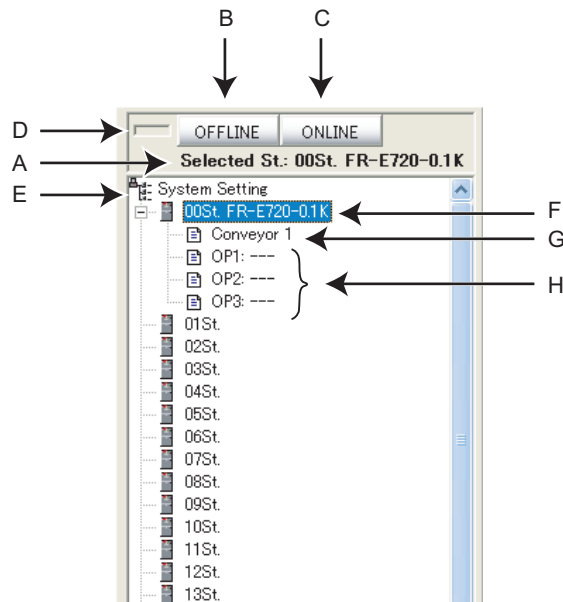 B C
D OFFLINE ONLINE
A Selected St.: 00St. FR-E720-0.1K
E System Setting
00St. FR-E720-0.1K F
Conveyor 1 G
OP1: ---
OP2: --- H
OP3: ---
01St.
02St.
03St.
04St.
05St.
06St.
07St.
08St.
09St.
10St.
11St.
12St.
13St.